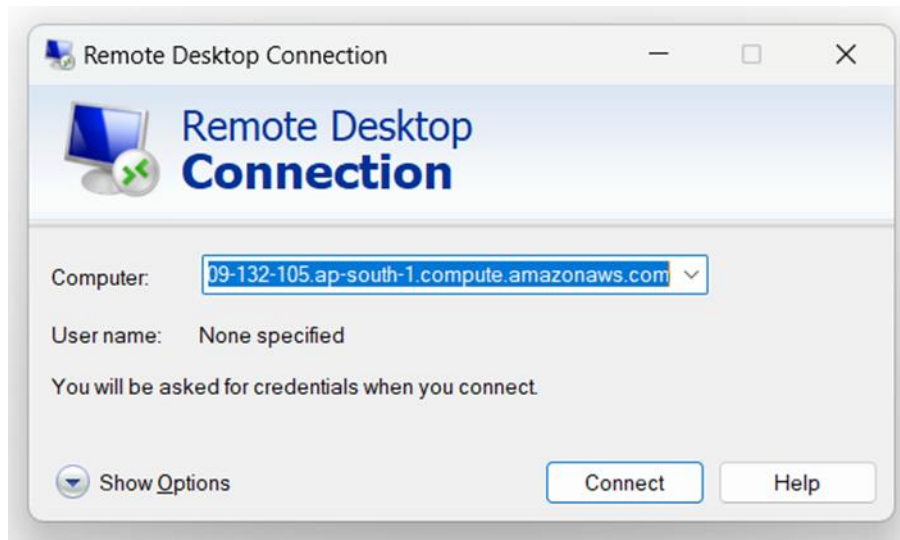 Remote Desktop Connection
Remote Desktop
Connection
Computer: 09-132-105.ap-south-1.compute.amazonaws.com
User name: None specified
You will be asked for credentials when you connect.
Show Options Connect Help